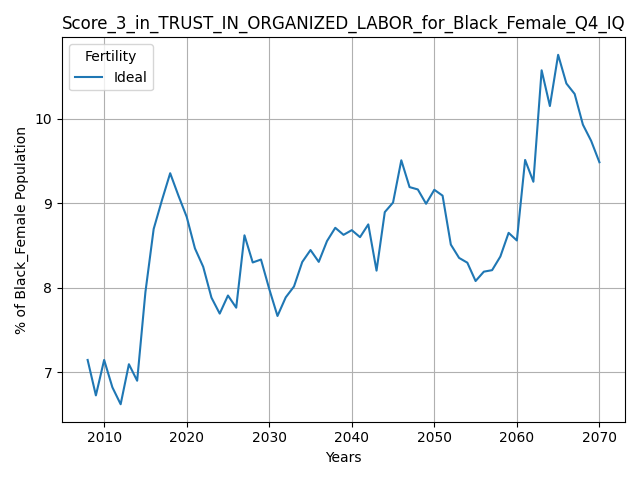 Score_3_in_TRUST_IN_ORGANIZED_LABOR_for_Black_Female_Q4_IQ
Fertility
Ideal
% of Black_Female Population
10
9
8
7
2010 2020 2030 2040 2050 2060 2070
Years